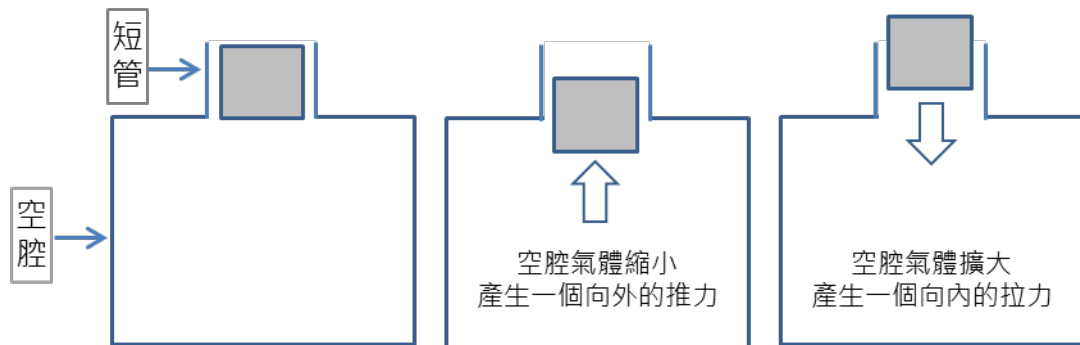 短管
空腔
空腔氣體縮小
產生一個向外的推力
空腔氣體擴大
產生一個向內的拉力